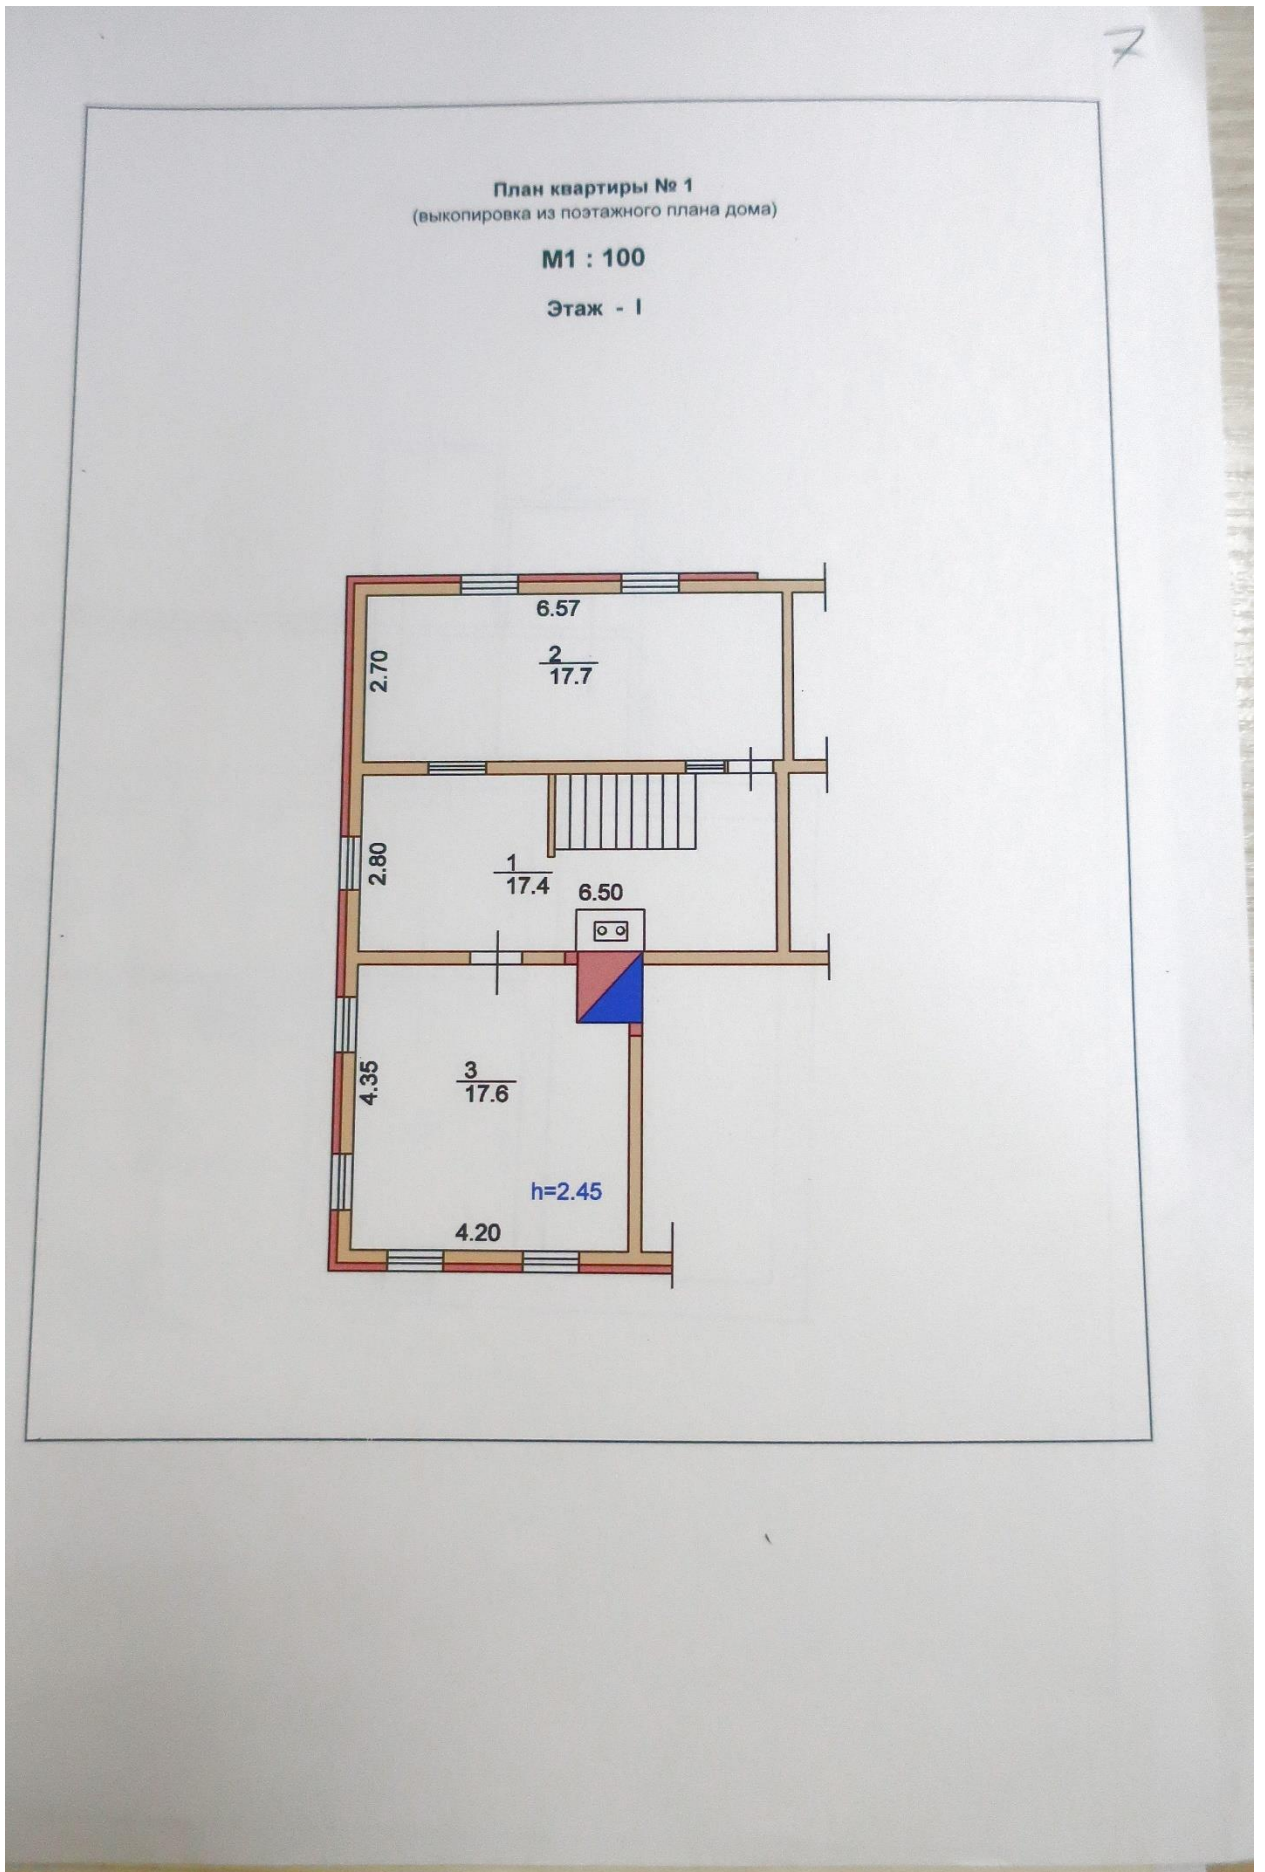 7
План квартиры № 1
(выкопировка из поэтажного плана дома)
М1 : 100
Этаж - I
6.57
2.70
2
17.7
2.80
1
17.4
6.50
4.35
3
17.6
h=2.45
4.20